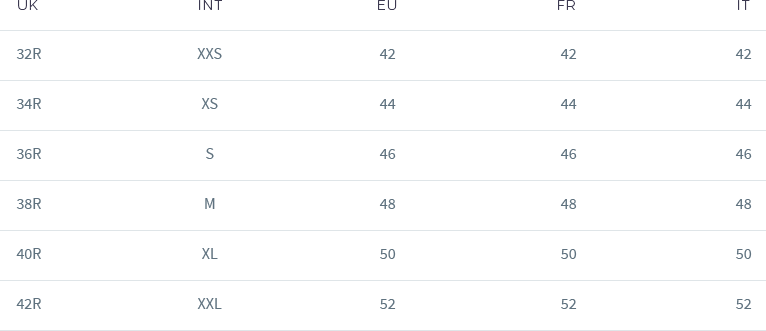 UK INT EU FR IT
32R XXS 42 42 42
34R XS 44 44 44
36R S 46 46 46
38R M 48 48 48
40R XL 50 50 50
42R XXL 52 52 52